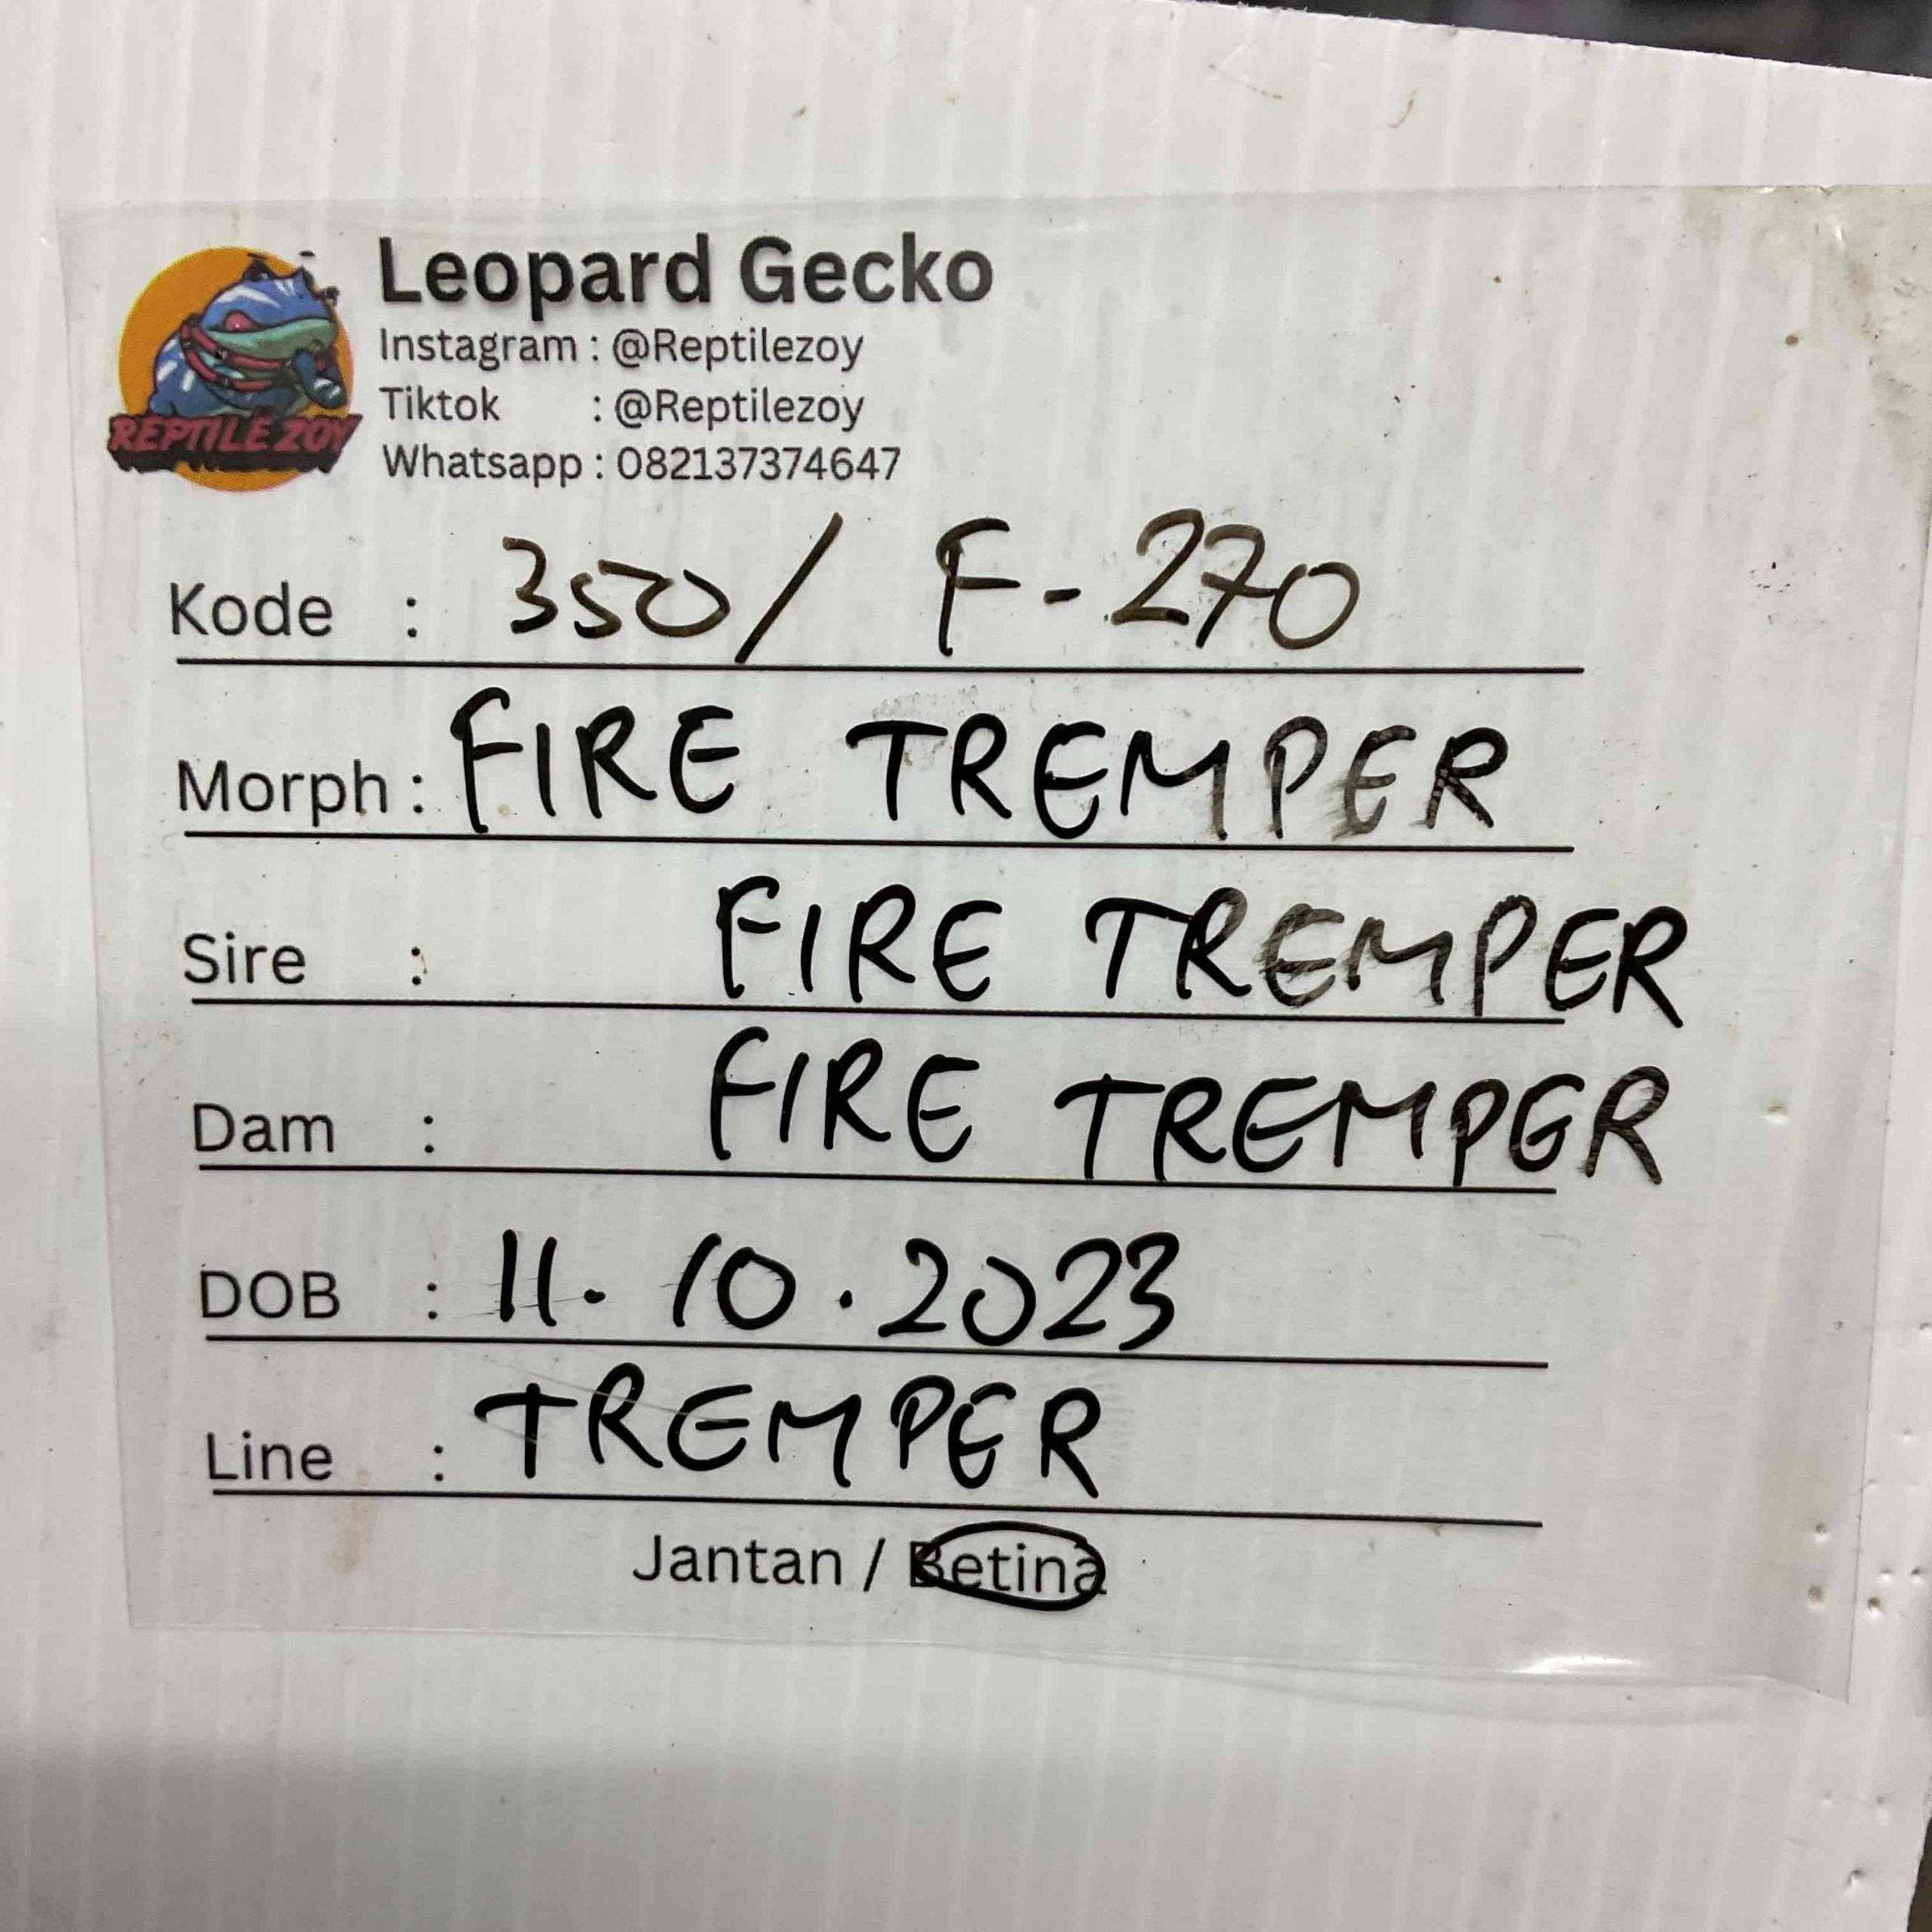 REPTILE ZOY
Leopard Gecko
Instagram : @Reptilezoy
Tiktok : @Reptilezoy
Whatsapp : 082137374647
Kode : 350/ F-270
Morph : FIRE TREMPER
Sire : FIRE TREMPER
Dam : FIRE TREMPER
DOB : 11.10.2023
Line : TREMPER
Jantan / Betina